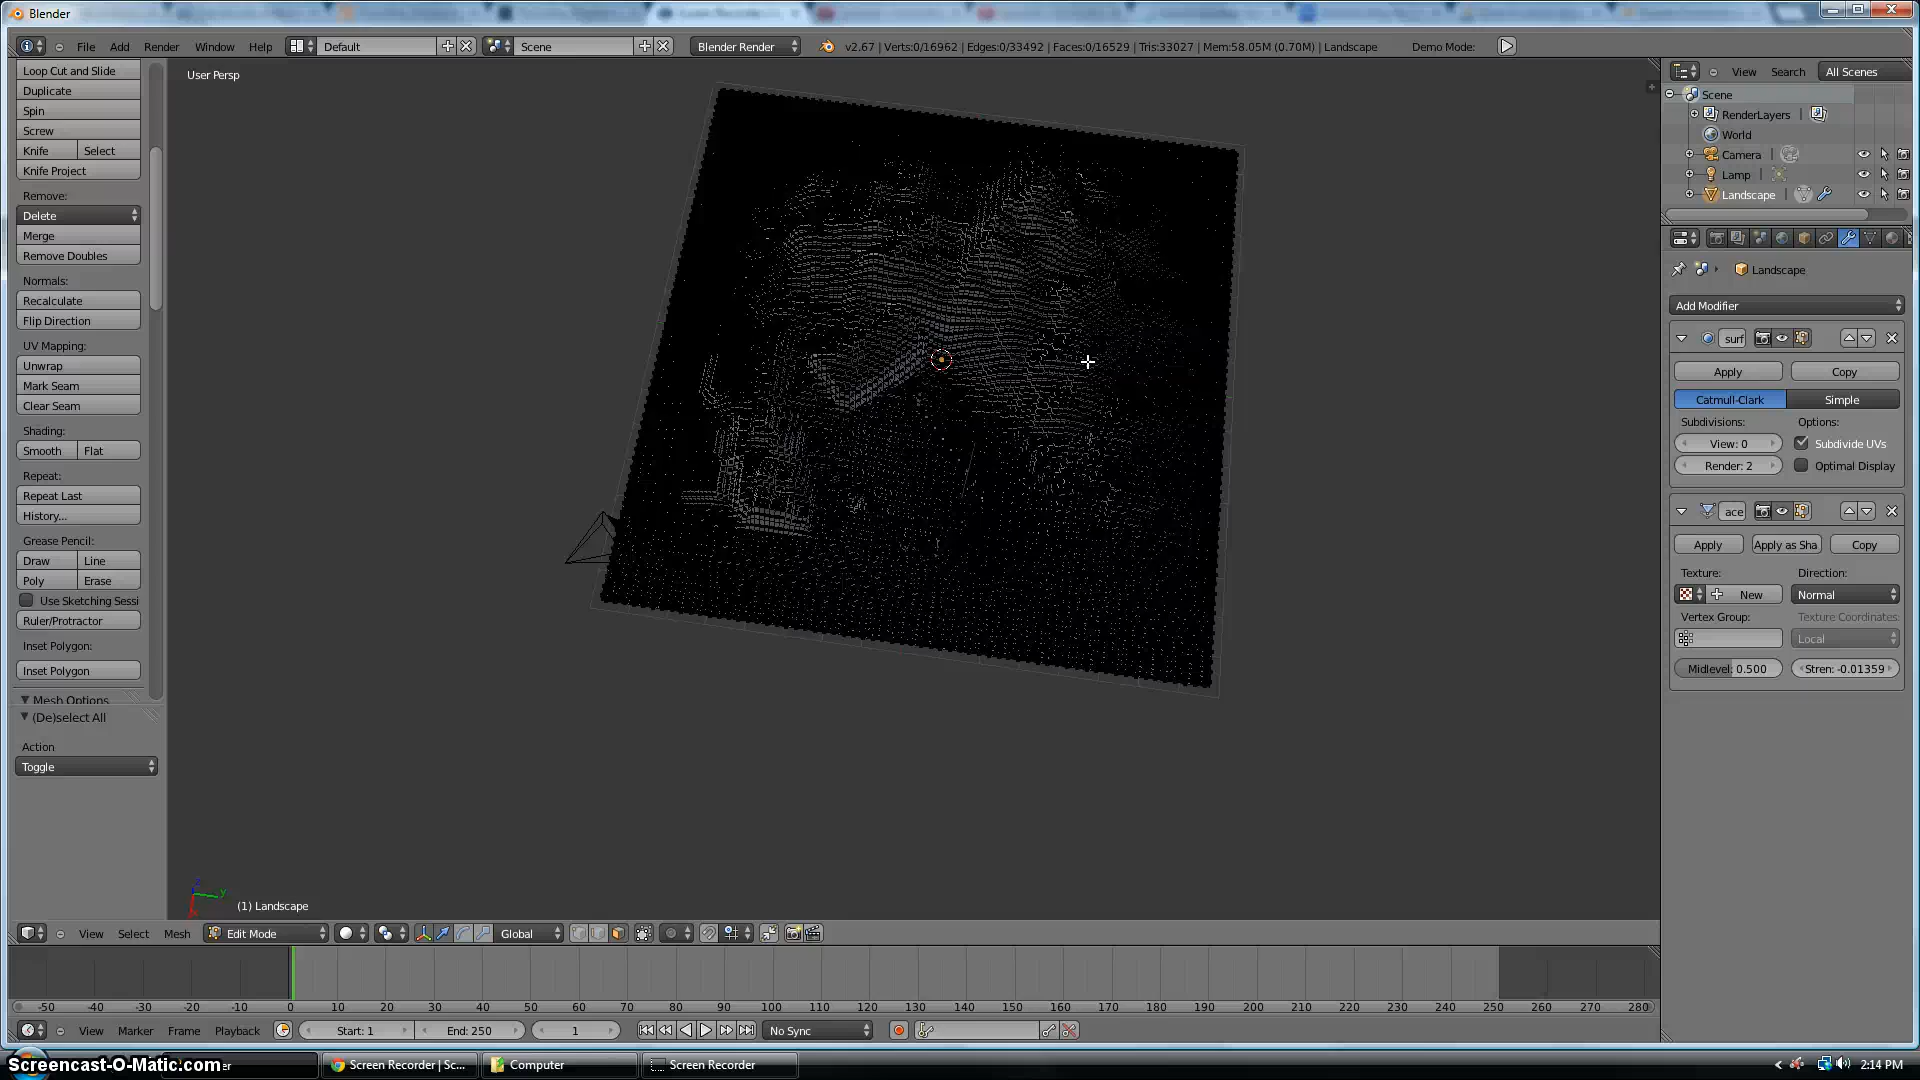 Blender
File Add Render Window Help Default Scene Blender Render v2.67 | Verts:0/16962 | Edges:0/33492 | Faces:0/16529 | Tris:33027 | Mem:58.05M (0.70M) | Landscape Demo Mode:
Loop Cut and Slide
Duplicate
Spin
Screw
Knife Select
Knife Project
Remove:
Delete
Merge
Remove Doubles
Normals:
Recalculate
Flip Direction
UV Mapping:
Unwrap
Mark Seam
Clear Seam
Shading:
Smooth Flat
Repeat:
Repeat Last
History...
Grease Pencil:
Draw Line
Poly Erase
Use Sketching Sessi
Ruler/Protractor
Inset Polygon:
Inset Polygon
Mesh Options
(De)select All
Action
Toggle
User Persp
(1) Landscape
View Search All Scenes
Scene
RenderLayers
World
Camera
Lamp
Landscape
Landscape
Add Modifier
surf
Apply Copy
Catmull-Clark Simple
Subdivisions: Options:
View: 0 Subdivide UVs
Render: 2 Optimal Display
ace
Apply Apply as Sha Copy
Texture: Direction:
New Normal
Vertex Group: Texture Coordinates:
Local
Midlevel: 0.500 Stren: -0.01359
View Select Mesh Edit Mode Global
-50 -40 -30 -20 -10 0 10 20 30 40 50 60 70 80 90 100 110 120 130 140 150 160 170 180 190 200 210 220 230 240 250 260 270 280
View Marker Frame Playback Start: 1 End: 250 1 No Sync
Screencast-O-Matic.com er Screen Recorder | Sc... Computer Screen Recorder 2:14 PM